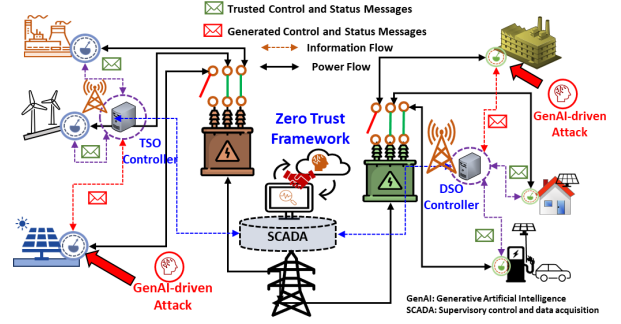 Trusted Control and Status Messages
Generated Control and Status Messages
Information Flow
Power Flow
Zero Trust
Framework
GenAI-driven
Attack
TSO
Controller
DSO
Controller
SCADA
GenAI-driven
Attack
GenAI: Generative Artificial Intelligence
SCADA: Supervisory control and data acquisition